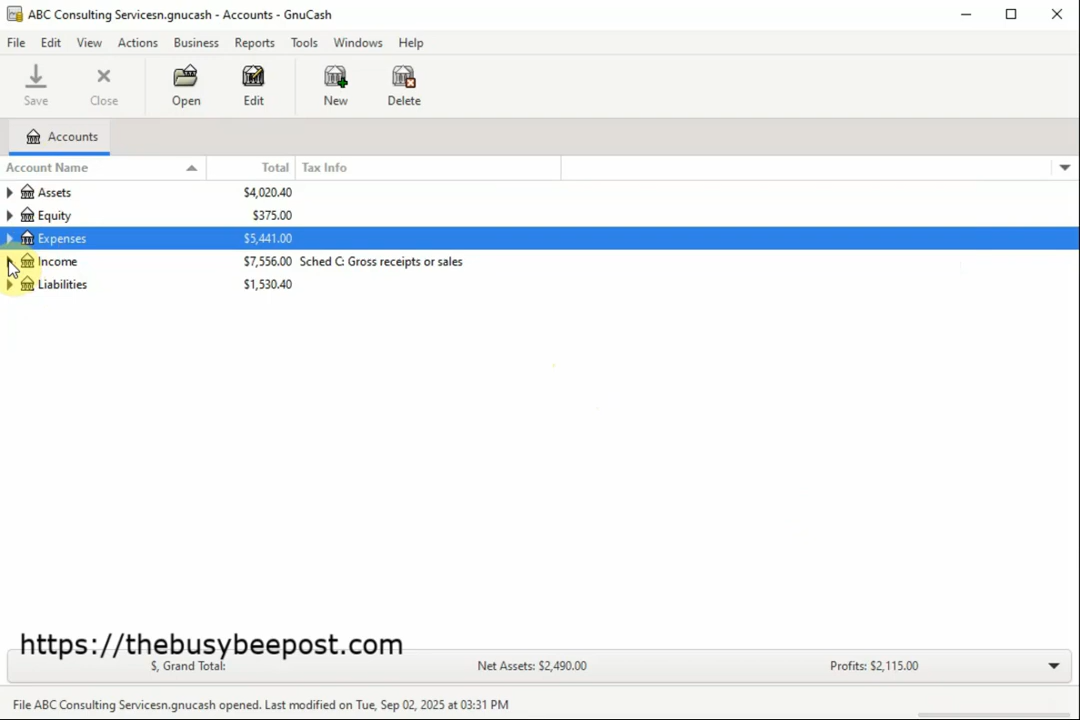 ABC Consulting Servicesn.gnucash - Accounts - GnuCash
File Edit View Actions Business Reports Tools Windows Help
Save Close Open Edit New Delete
Accounts
Account Name Total Tax Info
Assets $4,020.40
Equity $375.00
Expenses $5,441.00
Income $7,556.00 Sched C: Gross receipts or sales
Liabilities $1,530.40
https://thebusybeepost.com
$, Grand Total: Net Assets: $2,490.00 Profits: $2,115.00
File ABC Consulting Servicesn.gnucash opened. Last modified on Tue, Sep 02, 2025 at 03:31 PM